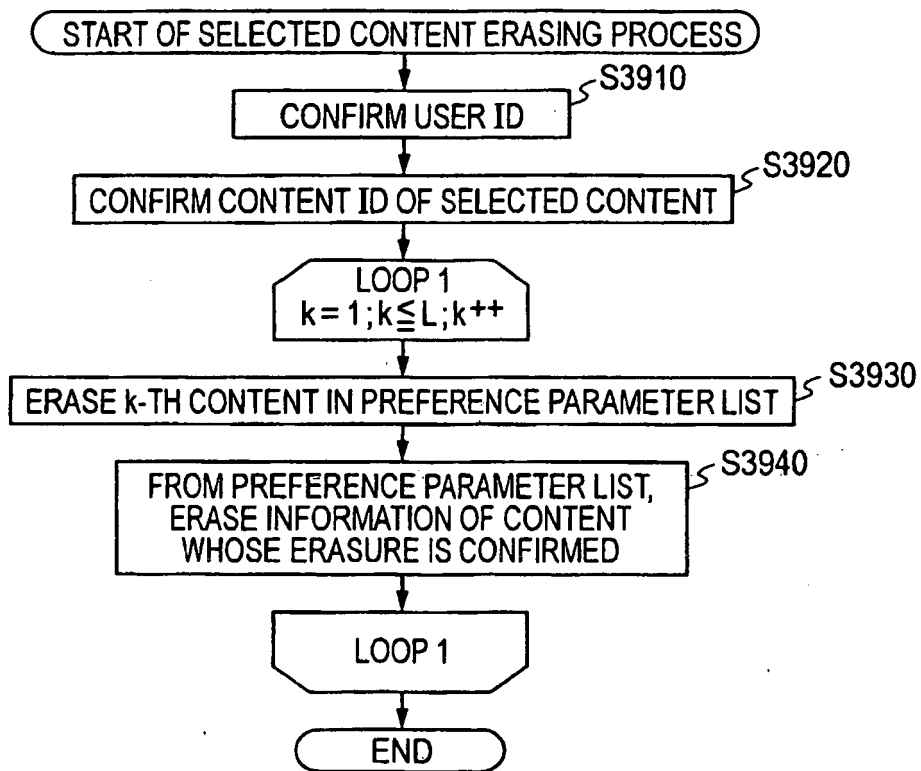 START OF SELECTED CONTENT ERASING PROCESS
S3910
CONFIRM USER ID
S3920
CONFIRM CONTENT ID OF SELECTED CONTENT
LOOP 1
k=1;k≦L;k++
S3930
ERASE k-TH CONTENT IN PREFERENCE PARAMETER LIST
S3940
FROM PREFERENCE PARAMETER LIST,
ERASE INFORMATION OF CONTENT
WHOSE ERASURE IS CONFIRMED
LOOP 1
END